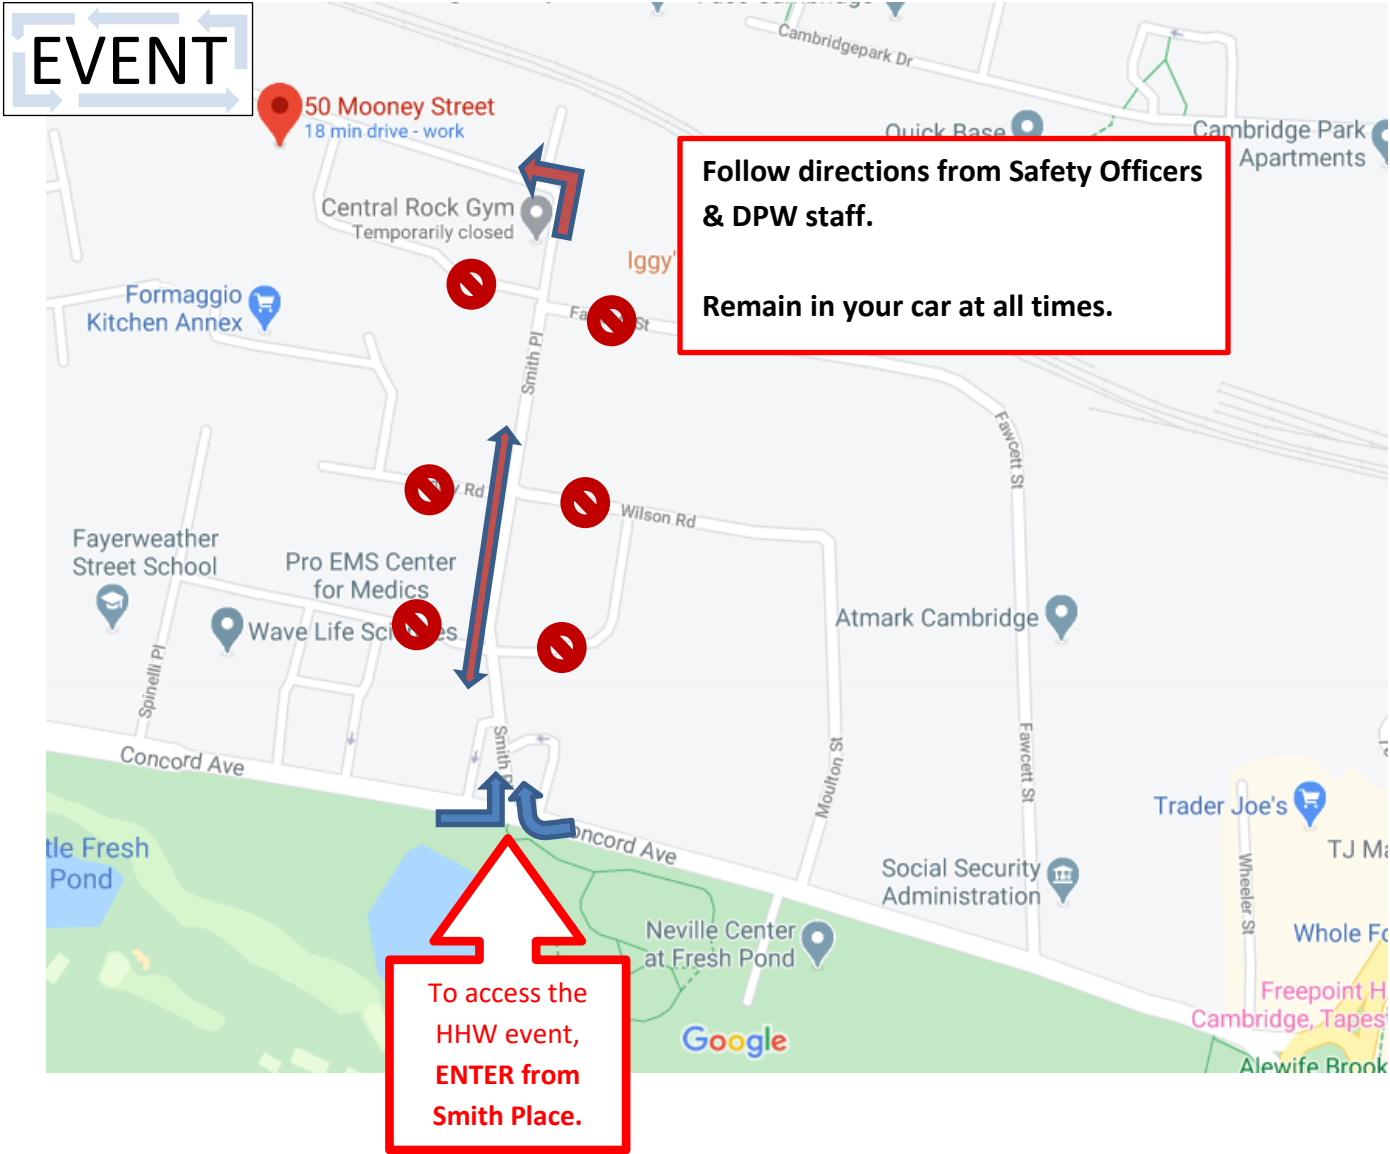 EVENT
Cambridgepark Dr
50 Mooney Street
18 min drive - work
Quick Base
Cambridge Park
Apartments
Follow directions from Safety Officers
& DPW staff.
Remain in your car at all times.
Central Rock Gym
Temporarily closed
Iggy'
Formaggio
Kitchen Annex
St
Smith Pl
Fawcett St
Rd
Wilson Rd
Fayerweather
Street School
Pro EMS Center
for Medics
Wave Life
Atmark Cambridge
Spinelli Pl
Concord Ave
Smith
Moulton St
Fawcett St
Trader Joe's
TJ Ma
Concord Ave
Fresh
Pond
Social Security
Administration
Wheeler St
Whole Fo
Neville Center
at Fresh Pond
To access the
HHW event,
ENTER from
Smith Place.
Google
Freepoint H
Cambridge, Tapes
Alewife Brook